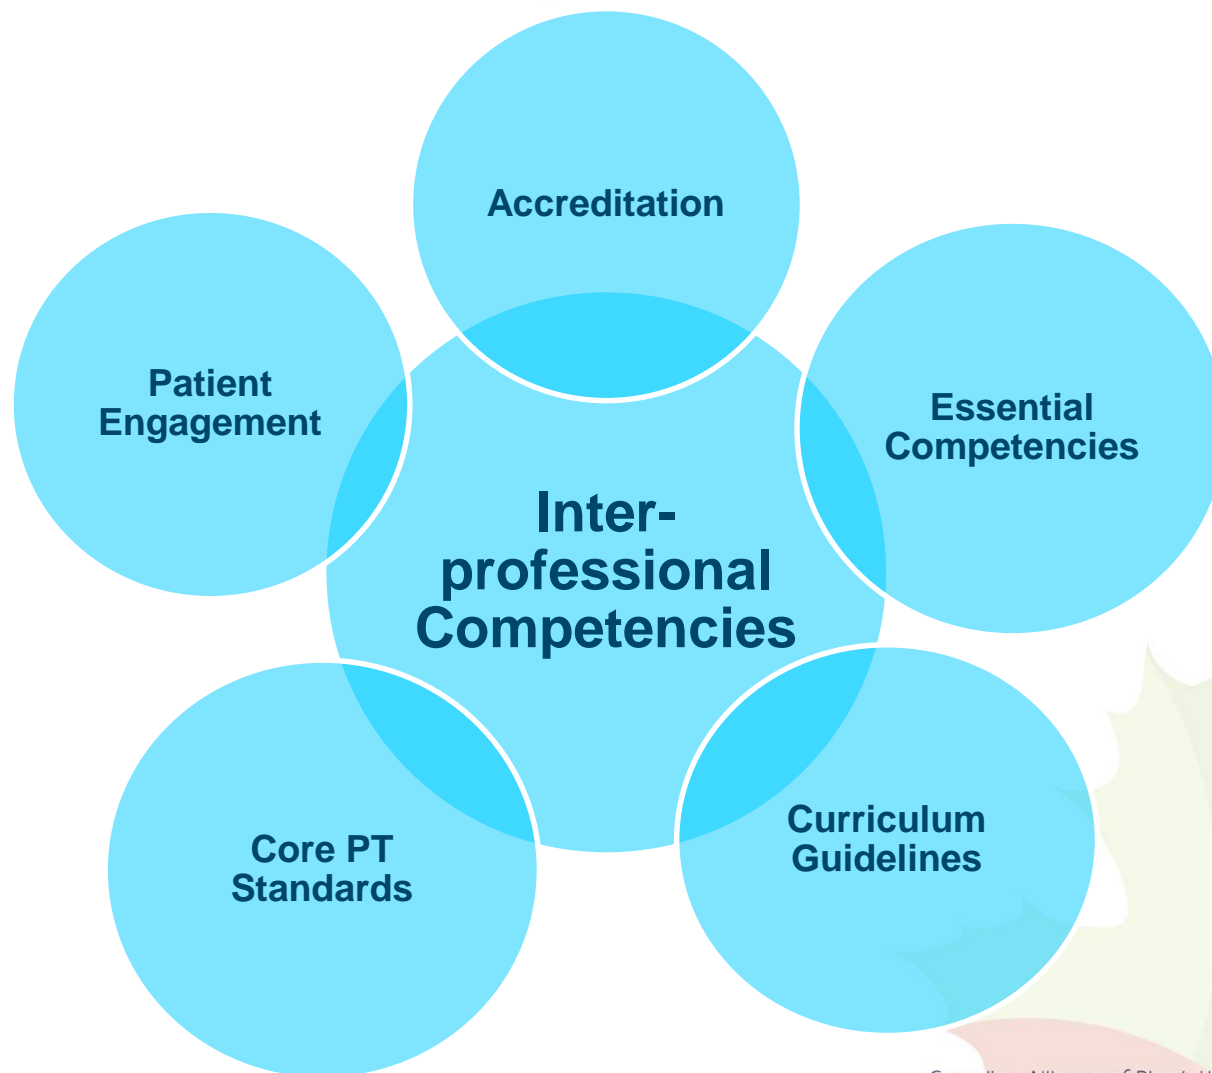 Accreditation
Patient
Engagement
Essential
Competencies
Inter-
professional
Competencies
Curriculum
Guidelines
Core PT
Standards